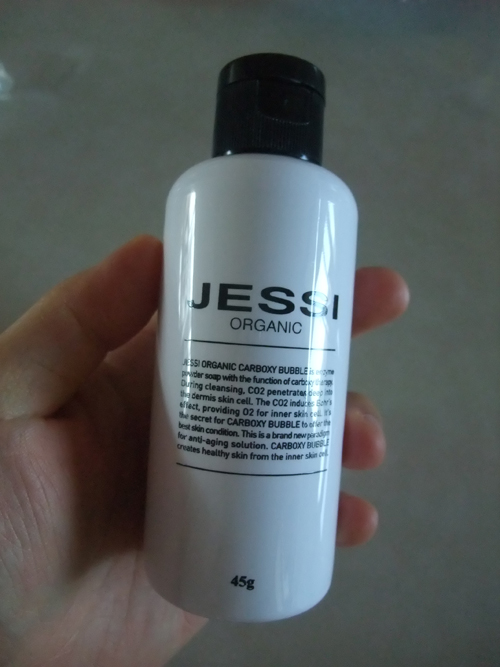 JESSI
ORGANIC
JESSI ORGANIC CARBOXY BUBBLE is enzyme
powder soap with the function of carboxy therapy.
During cleansing, CO2 penetrates deep into
the dermis skin cell. The CO2 induces Bohr's
effect, providing O2 for inner skin cell. It's
the secret for CARBOXY BUBBLE to offer the
best skin condition. This is a brand new paradigm
for anti-aging solution. CARBOXY BUBBLE
creates healthy skin from the inner skin cell.
45g